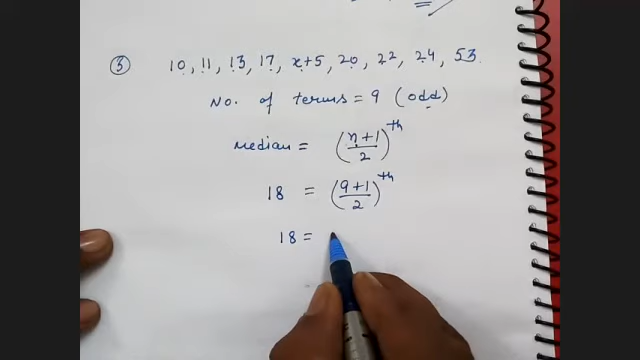 ③ 10, 11, 13, 17, x+5, 20, 22, 24, 53.
No. of terms = 9 (odd)
median = ((n+1)/2)^th
18 = ((9+1)/2)^th
18 =